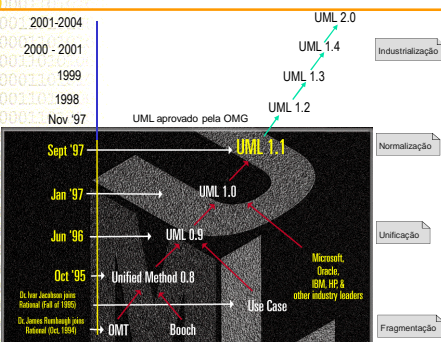 2001-2004
UML 2.0
2000 - 2001
UML 1.4
Industrialização
1999
UML 1.3
1998
UML 1.2
Nov '97
UML aprovado pela OMG
Sept '97
UML 1.1
Normalização
Jan '97
UML 1.0
Jun '96
UML 0.9
Unificação
Microsoft,
Oracle,
IBM, HP, &
other industry leaders
Oct '95
Unified Method 0.8
Dr. Ivar Jacobson joins
Rational (Fall of 1995)
Use Case
Dr. James Rumbaugh joins
Rational (Oct, 1994)
OMT
Booch
Fragmentação